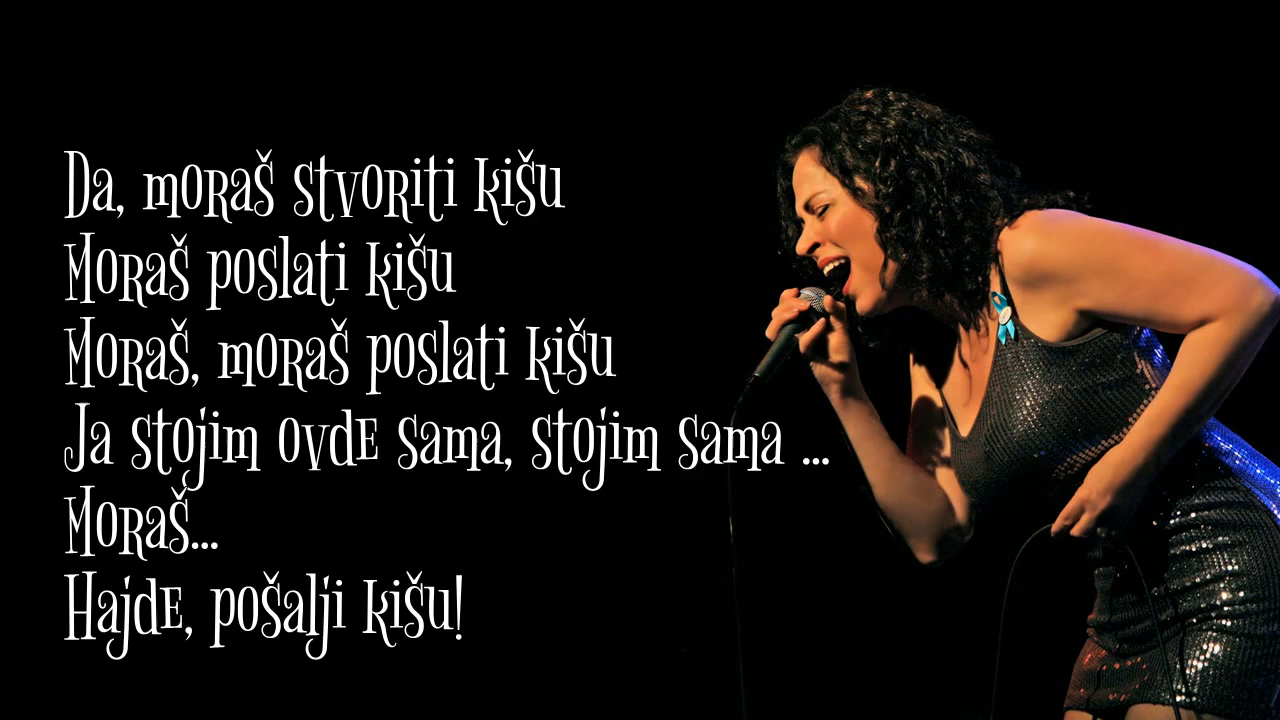 Da, moraš stvoriti kišu
Moraš poslati kišu
Moraš, moraš poslati kišu
Ja stojim ovde sama, stojim sama ...
Moraš...
Hajde, pošalji kišu!